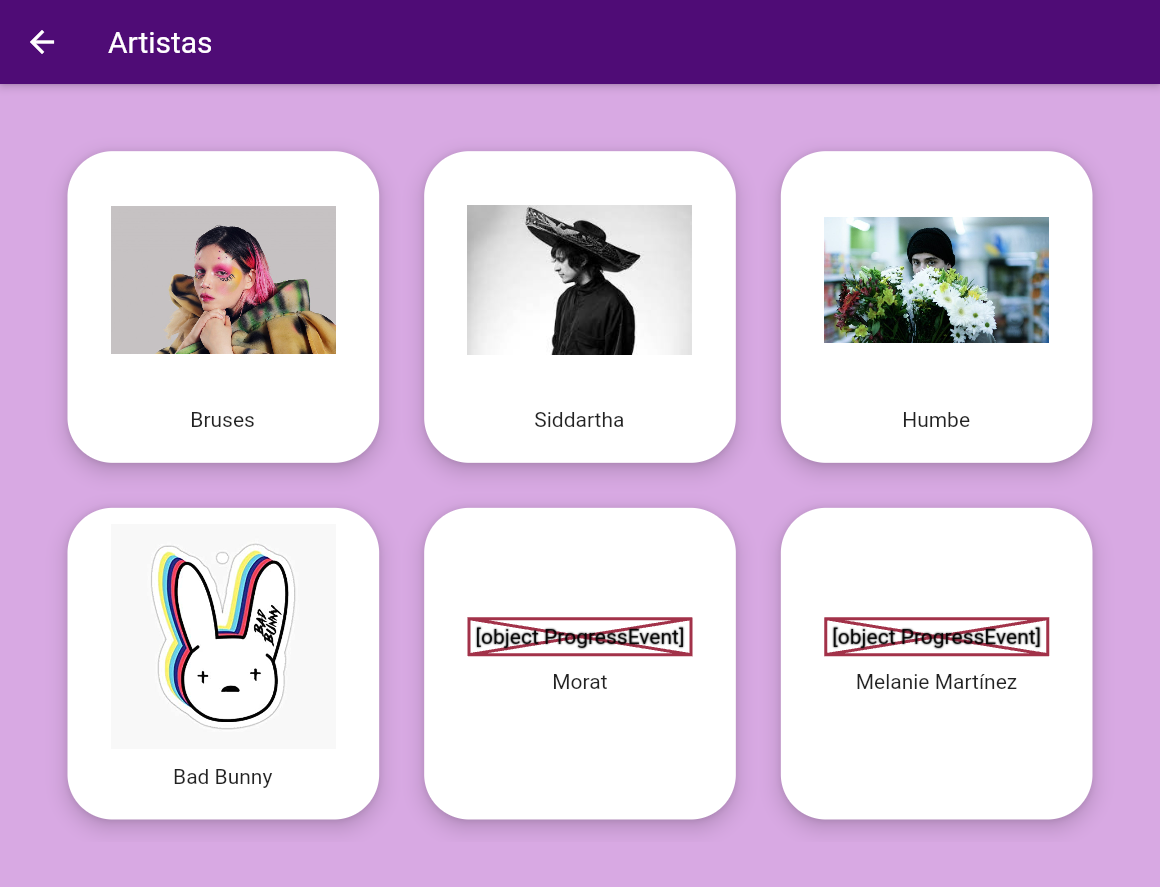 Artistas
Bruses
Siddartha
Humbe
BAD
BUNNY
Bad Bunny
[object ProgressEvent]
Morat
[object ProgressEvent]
Melanie Martínez